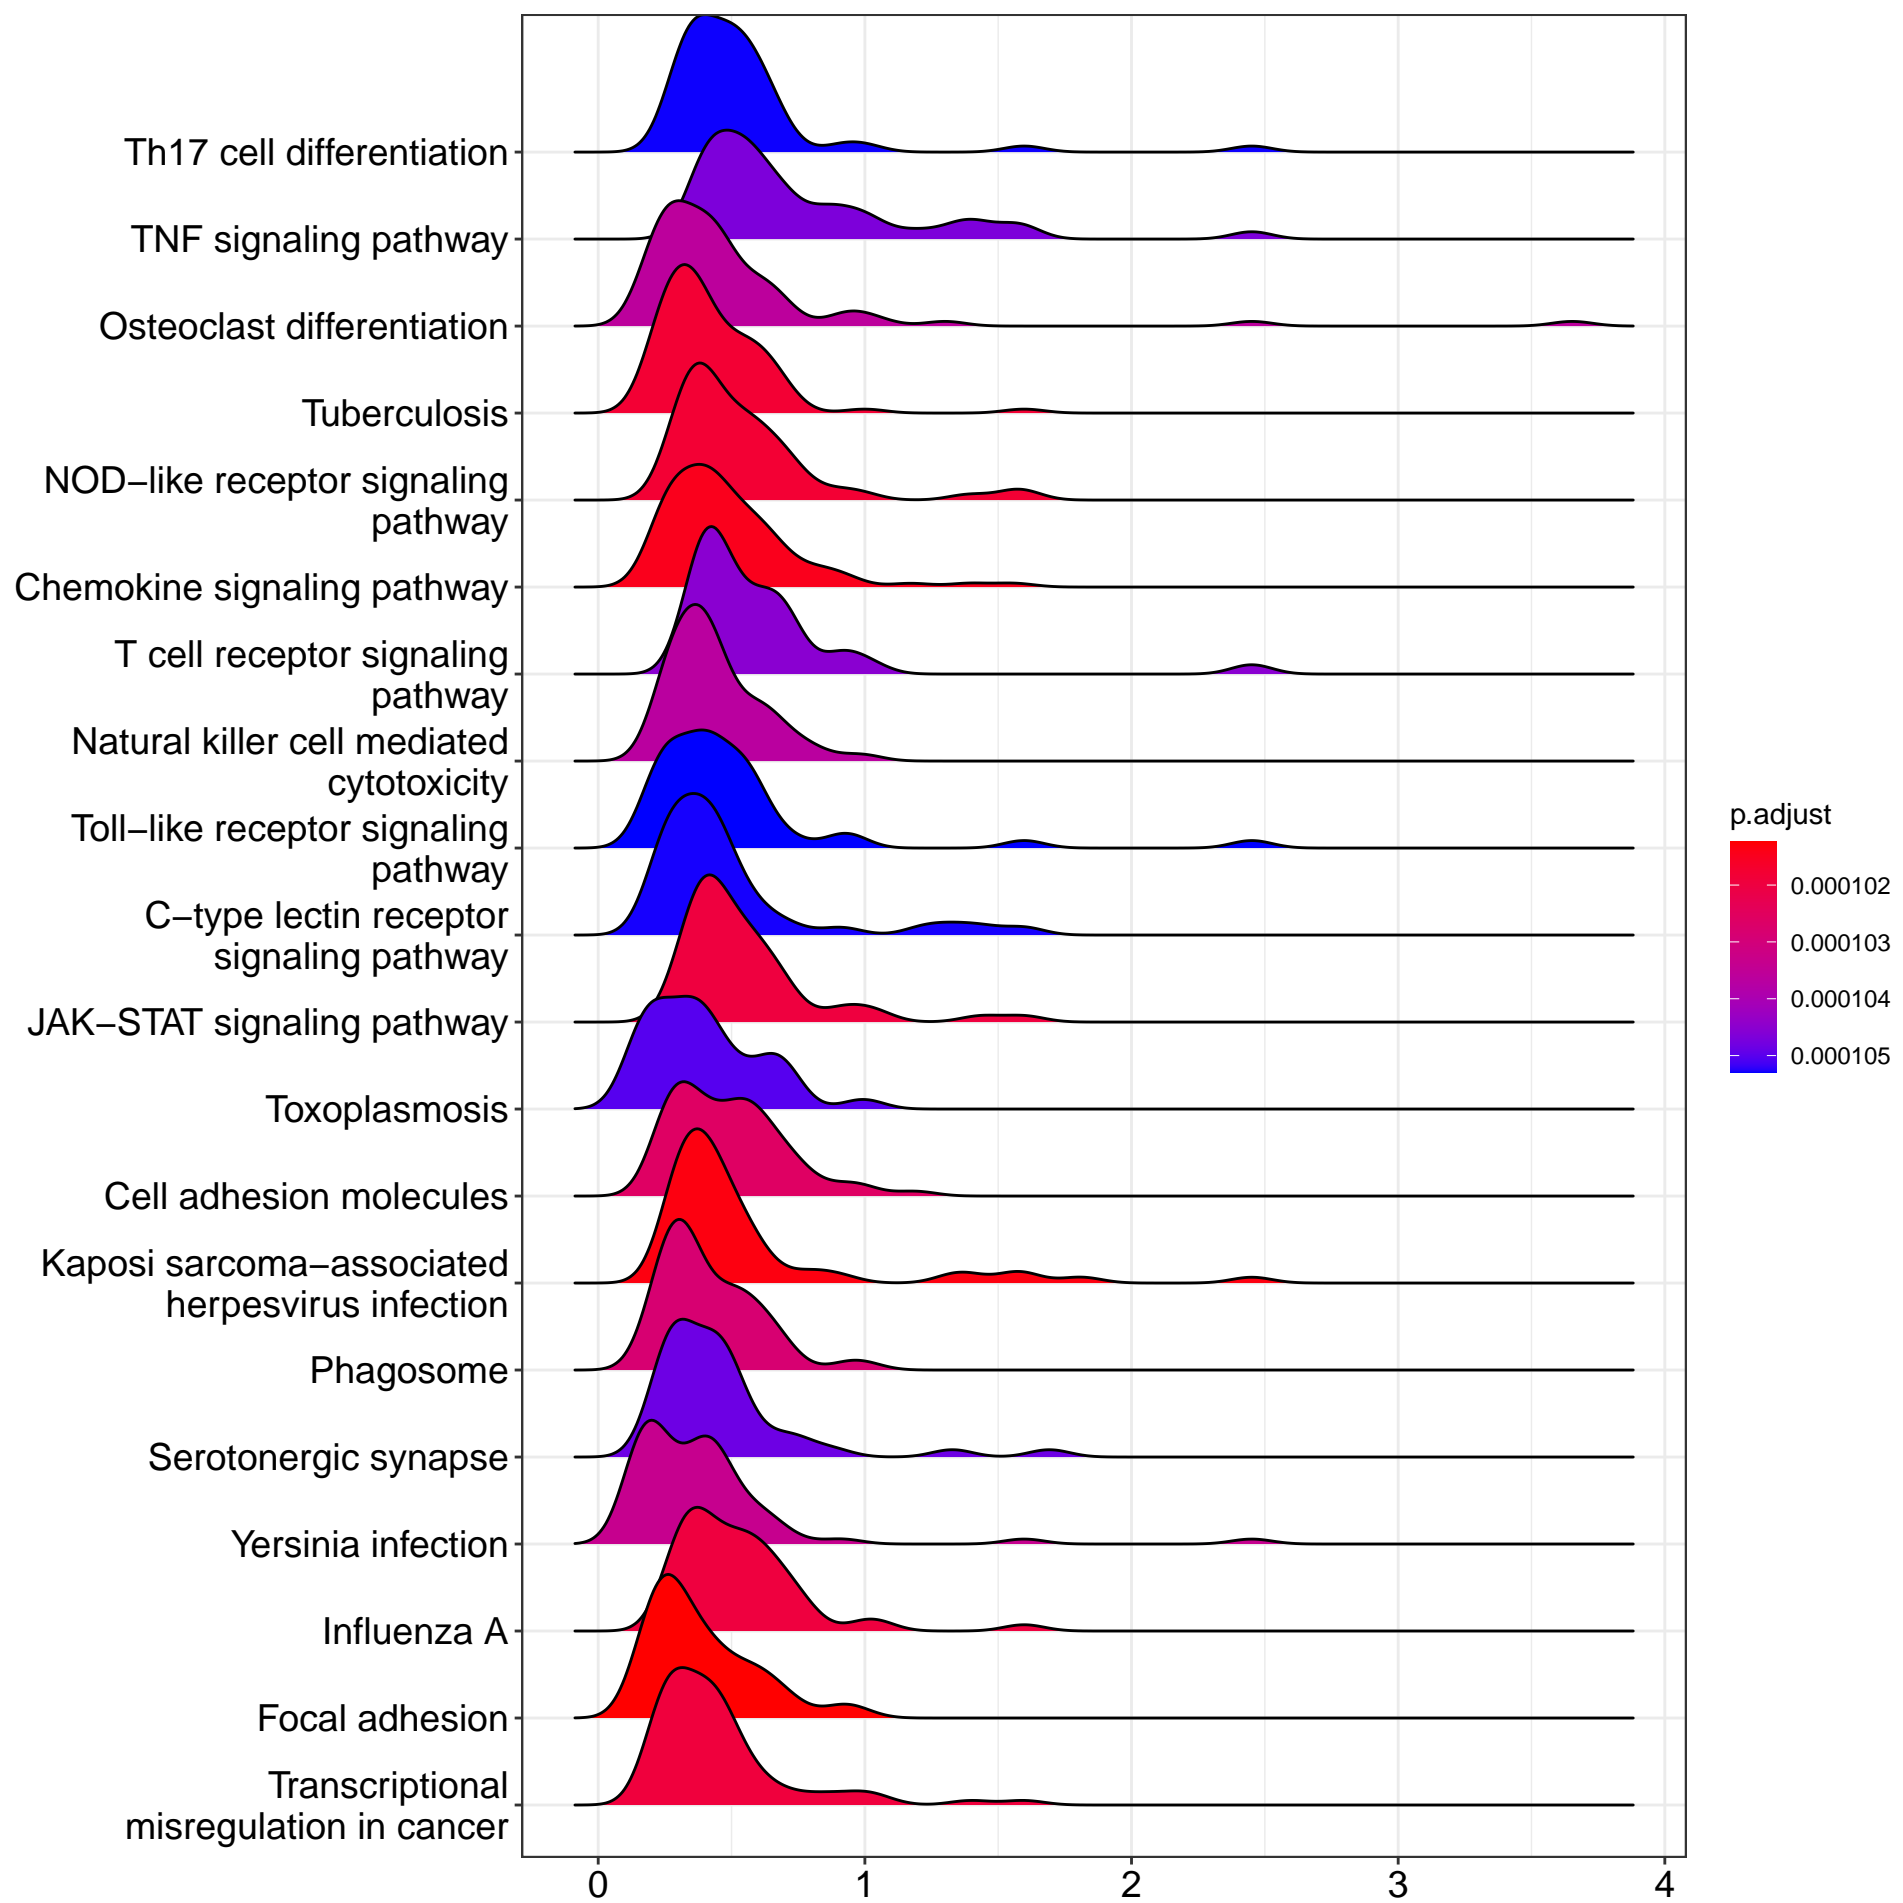 Th17 cell differentiation
TNF signaling pathway
Osteoclast differentiation
Tuberculosis
NOD−like receptor signaling
pathway
Chemokine signaling pathway
T cell receptor signaling
pathway
Natural killer cell mediated
cytotoxicity
Toll−like receptor signaling
pathway
C−type lectin receptor
signaling pathway
JAK−STAT signaling pathway
Toxoplasmosis
Cell adhesion molecules
Kaposi sarcoma−associated
herpesvirus infection
Phagosome
Serotonergic synapse
Yersinia infection
Influenza A
Focal adhesion
Transcriptional
misregulation in cancer
0 1 2 3 4
p.adjust
0.000102
0.000103
0.000104
0.000105